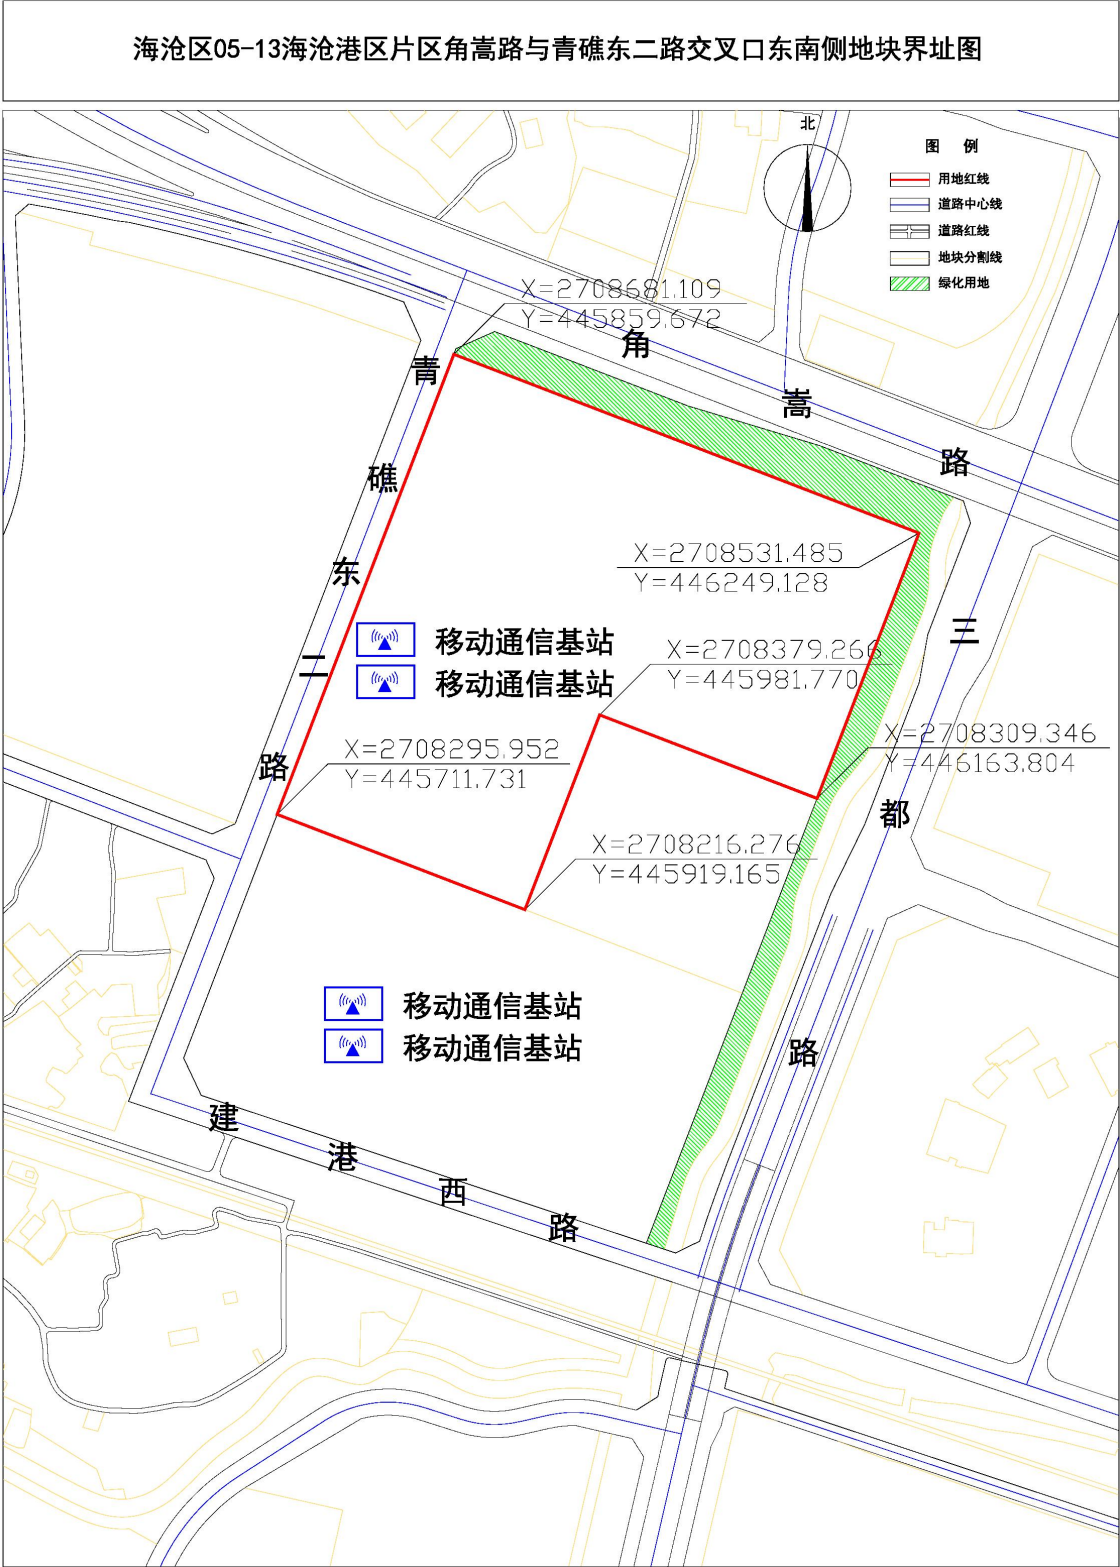 海沧区05-13海沧港区片区角嵩路与青礁东二路交叉口东南侧地块界址图
北
图 例
用地红线
道路中心线
道路红线
地块分割线
绿化用地
X=2708681.109
Y=445859.672
角
嵩
路
青
礁
东
二
路
X=2708531.485
Y=446249.128
移动通信基站
移动通信基站
X=2708379.266
Y=445981.770
三
都
路
X=2708295.952
Y=445711.731
X=2708309.346
Y=446163.804
X=2708216.276
Y=445919.165
移动通信基站
移动通信基站
建
港
西
路